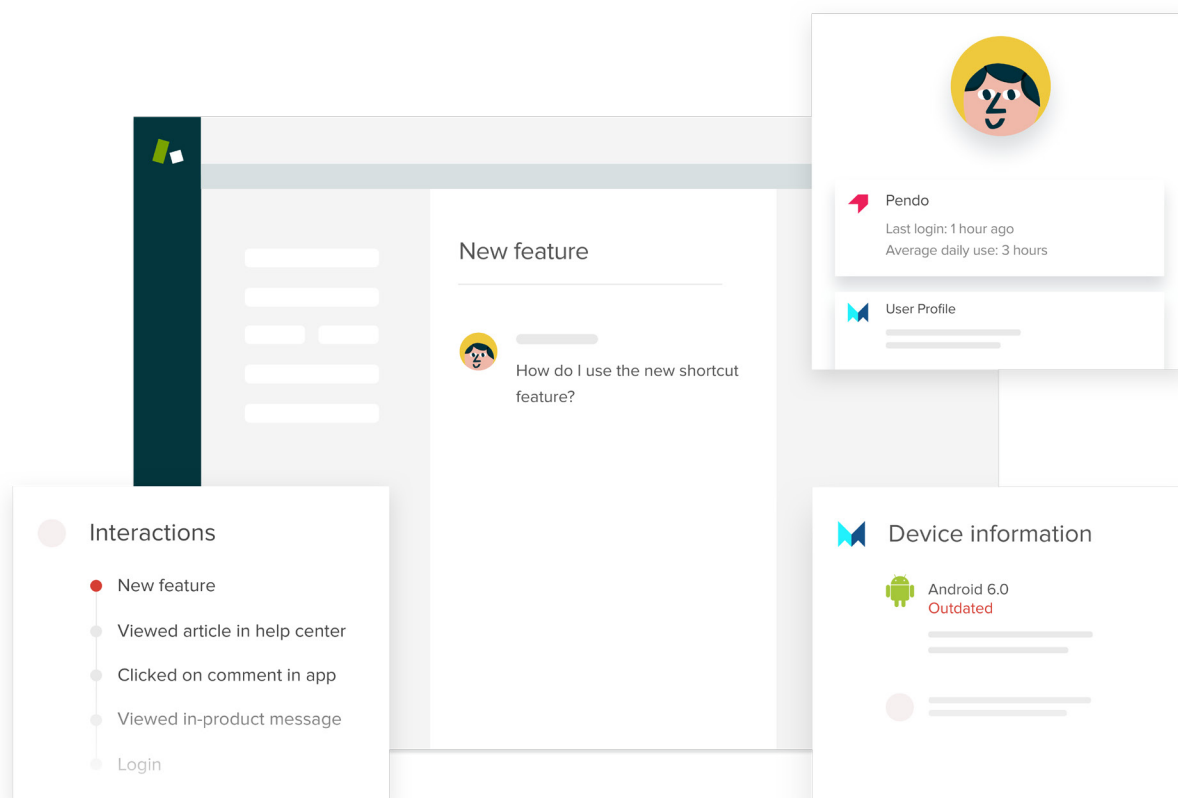 Pendo
Last login: 1 hour ago
Average daily use: 3 hours
User Profile
New feature
How do I use the new shortcut
feature?
Interactions
New feature
Viewed article in help center
Clicked on comment in app
Viewed in-product message
Login
Device information
Android 6.0
Outdated